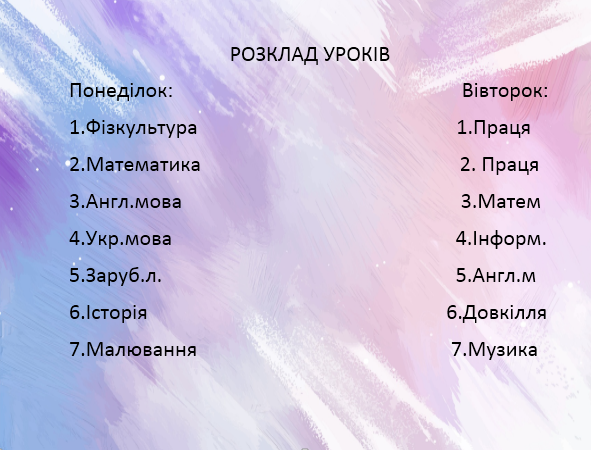 РОЗКЛАД УРОКІВ
Понеділок:
1.Фізкультура
2.Математика
3.Англ.мова
4.Укр.мова
5.Заруб.л.
6.Історія
7.Малювання
Вівторок:
1.Праця
2. Праця
3.Матем
4.Інформ.
5.Англ.м
6.Довкілля
7.Музика